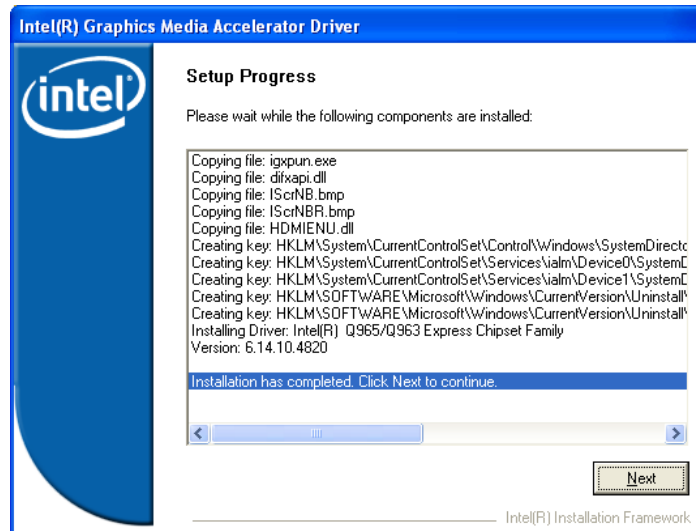 Intel(R) Graphics Media Accelerator Driver
intel
Setup Progress
Please wait while the following components are installed:
Copying file: igxpun.exe
Copying file: difxapi.dll
Copying file: IScrNB.bmp
Copying file: IScrNBR.bmp
Copying file: HDMIENU.dll
Creating key: HKLM\System\CurrentControlSet\Control\Windows\SystemDirecto
Creating key: HKLM\System\CurrentControlSet\Services\ialm\Device0\SystemD
Creating key: HKLM\System\CurrentControlSet\Services\ialm\Device1\SystemD
Creating key: HKLM\SOFTWARE\Microsoft\Windows\CurrentVersion\Uninstall\
Creating key: HKLM\SOFTWARE\Microsoft\Windows\CurrentVersion\Uninstall\
Installing Driver: Intel(R) Q965/Q963 Express Chipset Family
Version: 6.14.10.4820
Installation has completed. Click Next to continue.
Next
Intel(R) Installation Framework